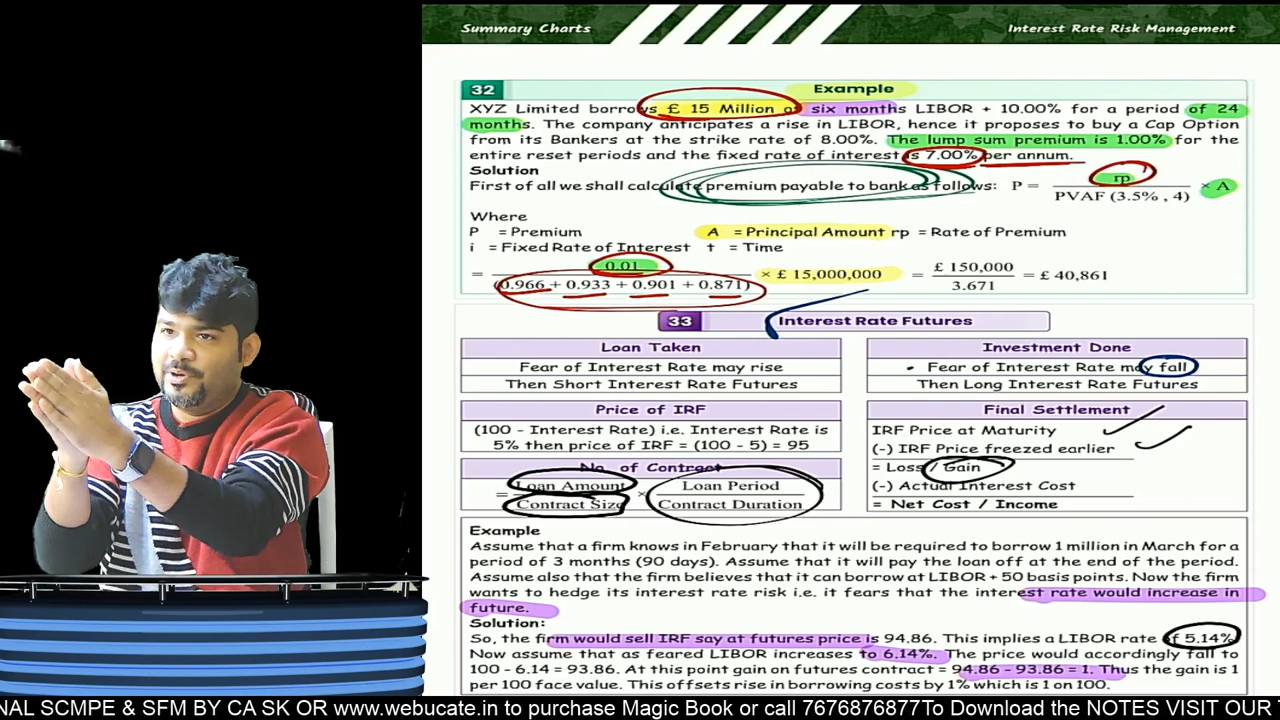 Summary Charts
Interest Rate Risk Management
32 Example
XYZ Limited borrows £ 15 Million at six months LIBOR + 10.00% for a period of 24
months. The company anticipates a rise in LIBOR, hence it proposes to buy a Cap Option
from its Bankers at the strike rate of 8.00%. The lump sum premium is 1.00% for the
entire reset periods and the fixed rate of interest is 7.00% per annum.
Solution
First of all we shall calculate premium payable to bank as follows: P = rp / PVAF (3.5% , 4) × A
Where
P = Premium A = Principal Amount rp = Rate of Premium
i = Fixed Rate of Interest t = Time
= 0.01 / (0.966 + 0.933 + 0.901 + 0.871) × £ 15,000,000 = £ 150,000 / 3.671 = £ 40,861
33 Interest Rate Futures
Loan Taken
Fear of Interest Rate may rise
Then Short Interest Rate Futures
Investment Done
• Fear of Interest Rate may fall
Then Long Interest Rate Futures
Price of IRF
(100 - Interest Rate) i.e. Interest Rate is
5% then price of IRF = (100 - 5) = 95
Final Settlement
IRF Price at Maturity
(-) IRF Price freezed earlier
= Loss / Gain
(-) Actual Interest Cost
= Net Cost / Income
No. of Contract
= Loan Amount / Contract Size × Loan Period / Contract Duration
Example
Assume that a firm knows in February that it will be required to borrow 1 million in March for a
period of 3 months (90 days). Assume that it will pay the loan off at the end of the period.
Assume also that the firm believes that it can borrow at LIBOR + 50 basis points. Now the firm
wants to hedge its interest rate risk i.e. it fears that the interest rate would increase in
future.
Solution:
So, the firm would sell IRF say at futures price is 94.86. This implies a LIBOR rate of 5.14%.
Now assume that as feared LIBOR increases to 6.14%. The price would accordingly fall to
100 - 6.14 = 93.86. At this point gain on futures contract = 94.86 - 93.86 = 1. Thus the gain is 1
per 100 face value. This offsets rise in borrowing costs by 1% which is 1 on 100.
NAL SCMPE & SFM BY CA SK OR www.webucate.in to purchase Magic Book or call 7676876877To Download the NOTES VISIT OUR